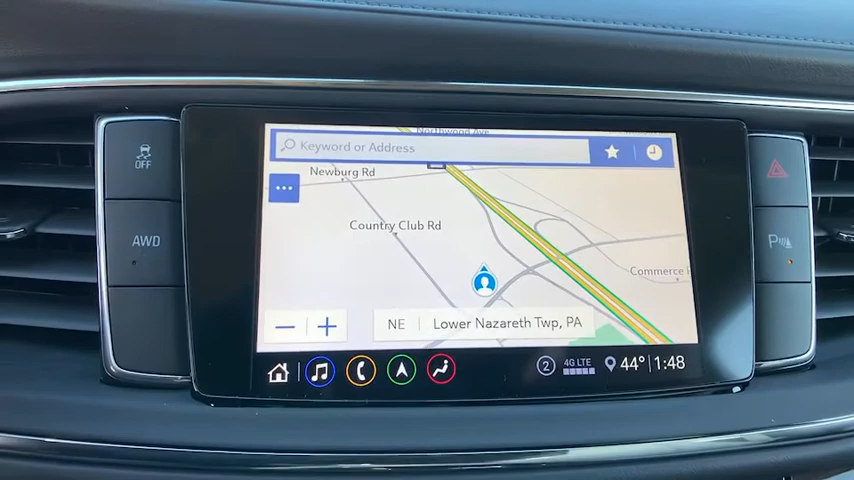 Northwood Ave
Keyword or Address
Newburg Rd
Country Club Rd
Commerce
NE
Lower Nazareth Twp, PA
OFF
AWD
2
4G LTE
44°
1:48
P